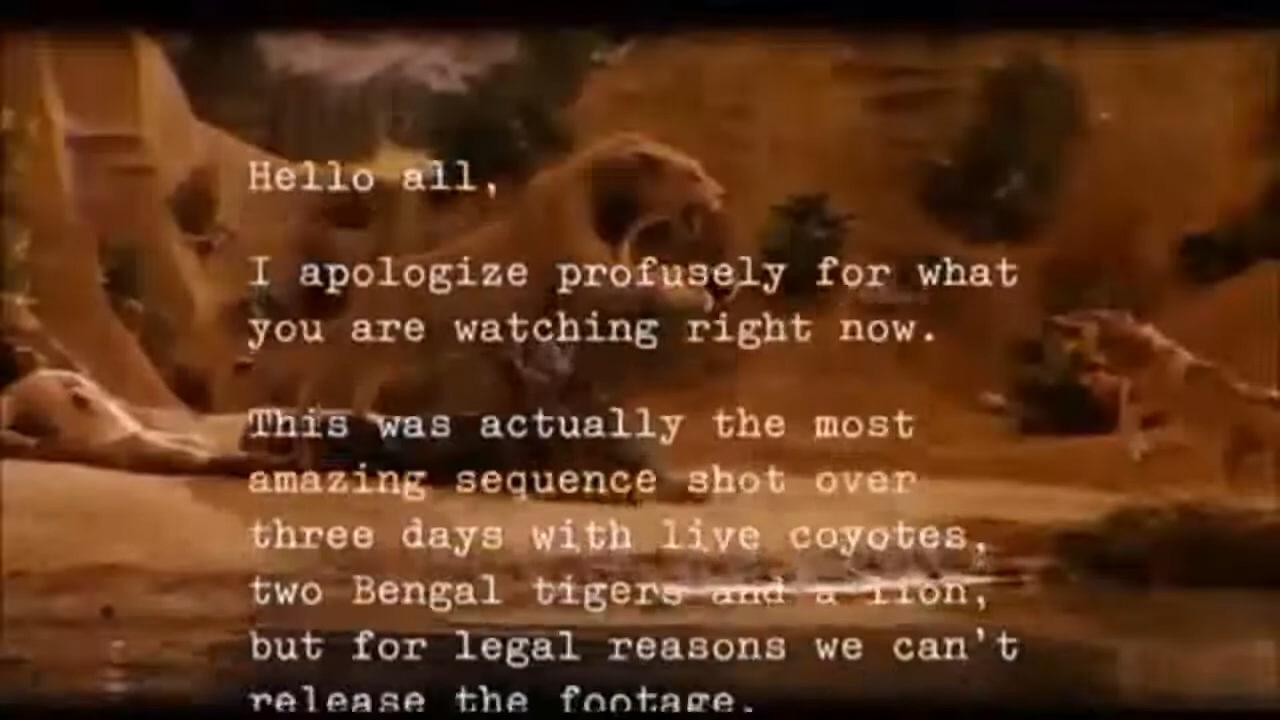 Hello all,
I apologize profusely for what
you are watching right now.
This was actually the most
amazing sequence shot over
three days with live coyotes,
two Bengal tigers and a lion,
but for legal reasons we can't
release the footage.